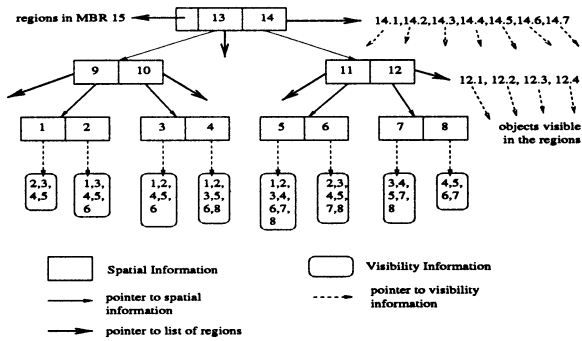 regions in MBR 15
13 14
14.1,14.2,14.3,14.4,14.5,14.6,14.7
9 10
11 12
12.1, 12.2, 12.3, 12.4
1 2
3 4
5 6
7 8
objects visible
in the regions
2,3,
4,5
1,3,
4,5,
6
1,2,
4,5,
6
1,2,
3,5,
6,8
1,2,
3,4,
6,7,
8
2,3,
4,5,
7,8
3,4,
5,7,
8
4,5,
6,7
Spatial Information
Visibility Information
pointer to spatial
information
pointer to visibility
information
pointer to list of regions